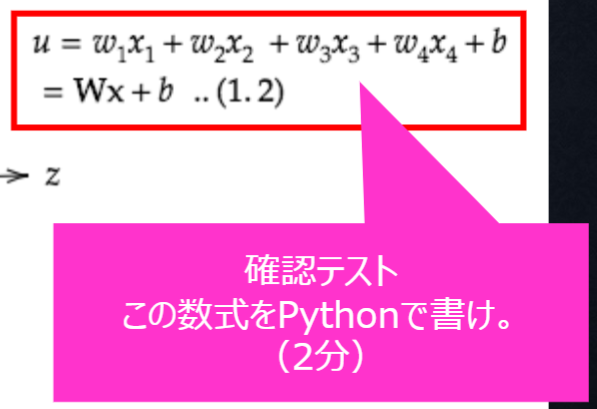 u = w₁x₁ + w₂x₂ + w₃x₃ + w₄x₄ + b
= Wx + b ..(1.2)
→ z
確認テスト
この数式をPythonで書け。
（2分）